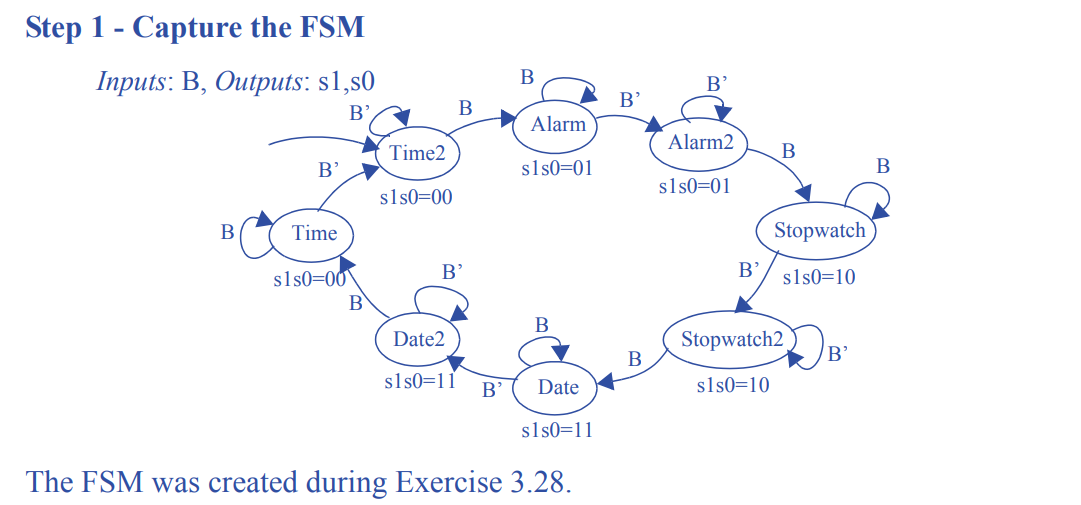 Step 1 - Capture the FSM
Inputs: B, Outputs: s1,s0
B
B'
B'
B'
B
Alarm
Alarm2
Time2
B
B
s1s0=01
B'
s1s0=01
s1s0=00
B
Time
Stopwatch
B'
B'
s1s0=10
s1s0=00
B
B
Date2
Stopwatch2
B'
B
s1s0=11
B'
Date
s1s0=10
s1s0=11
The FSM was created during Exercise 3.28.